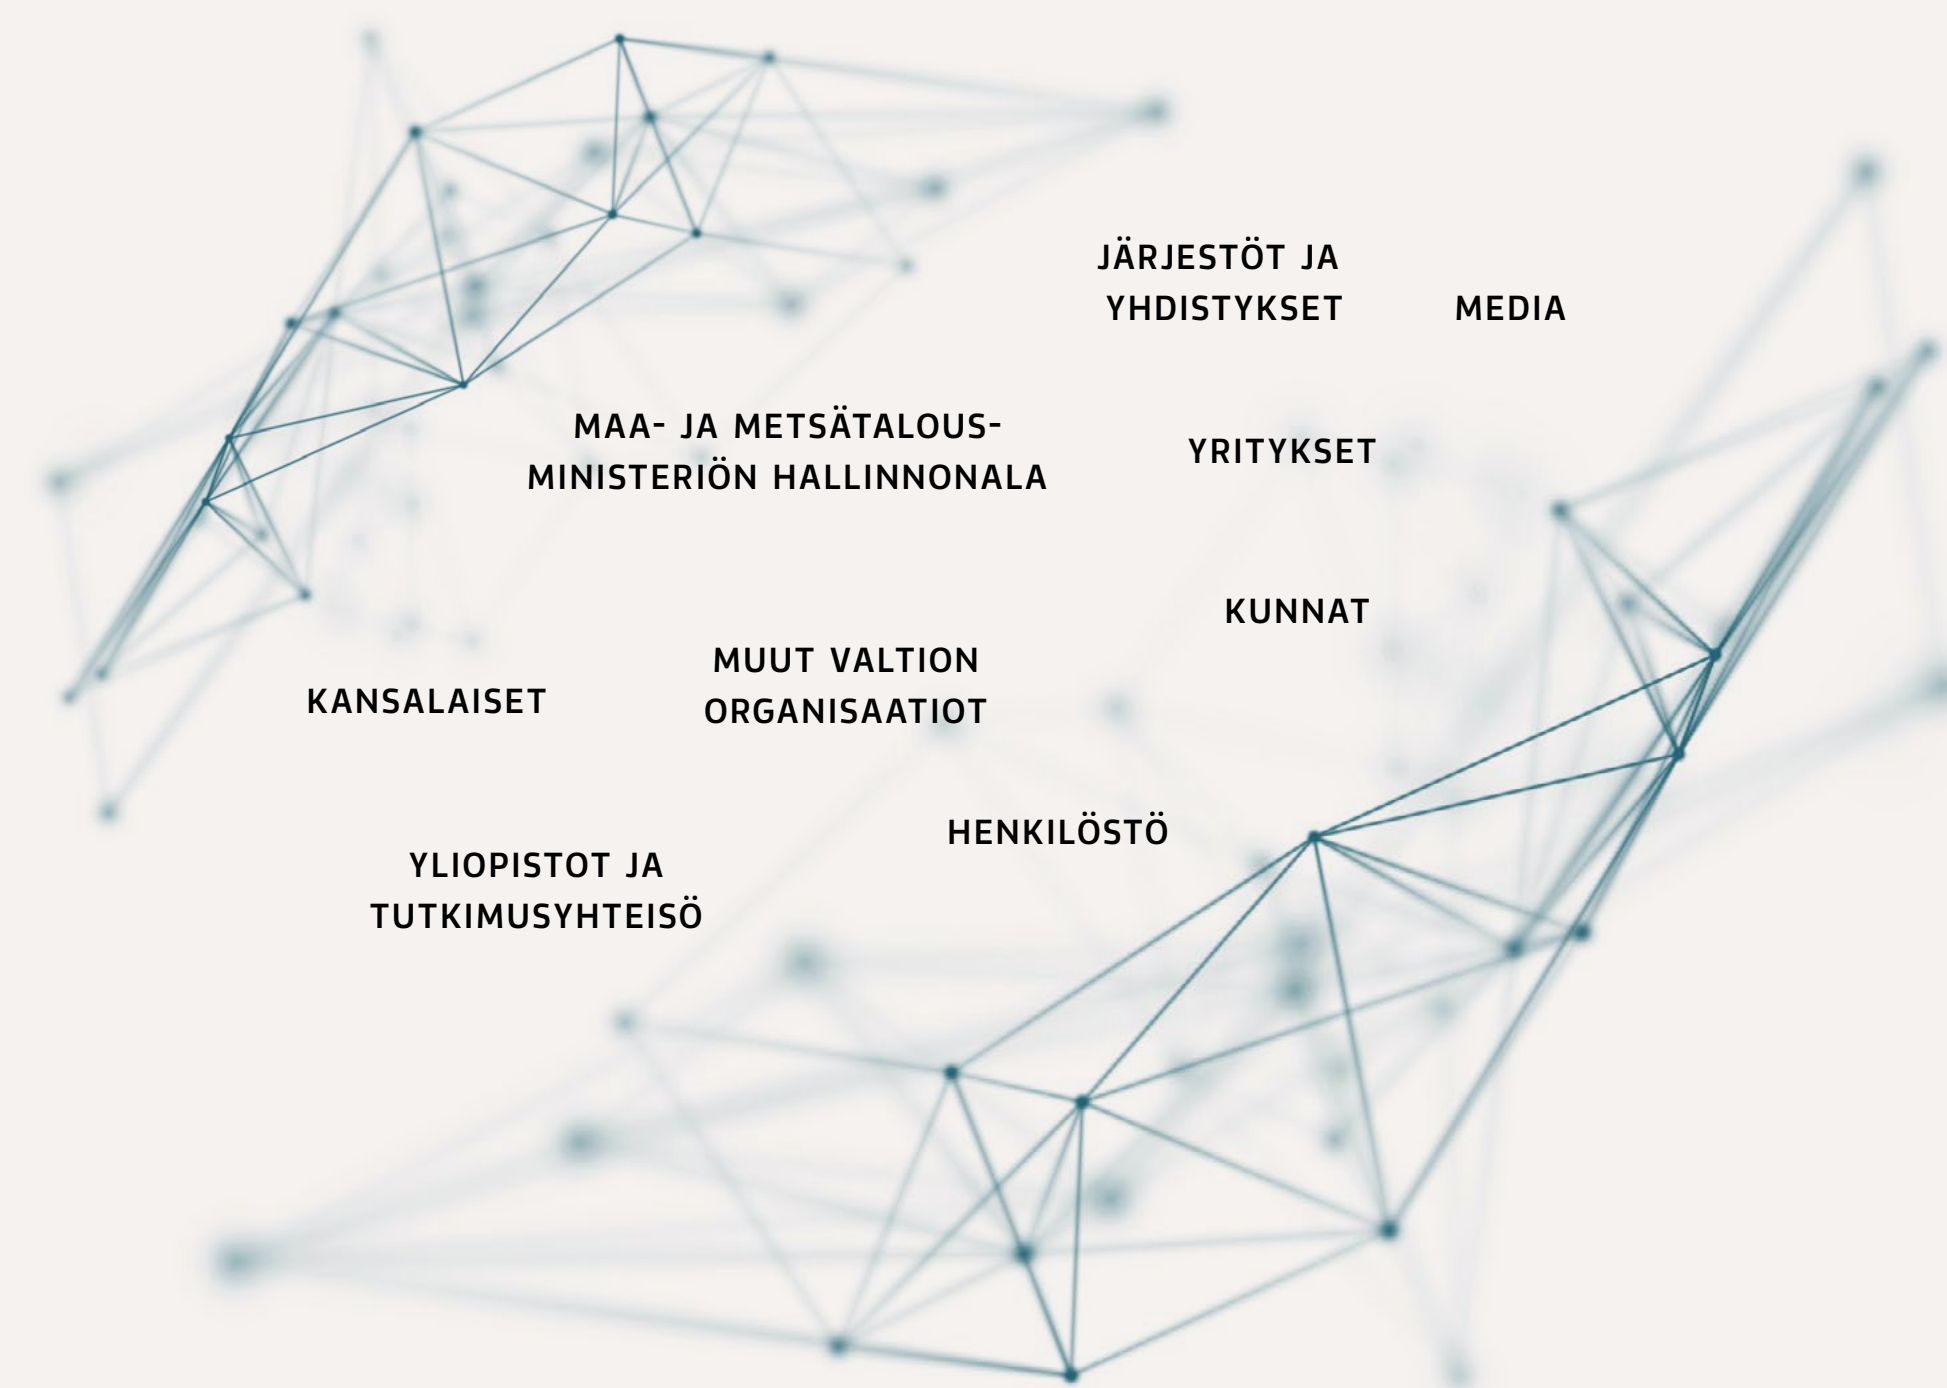 JÄRJESTÖT JA
YHDISTYKSET
MEDIA
MAA- JA METSÄTALOUS-
MINISTERIÖN HALLINNONALA
YRITYKSET
KUNNAT
MUUT VALTION
ORGANISAATIOT
KANSALAISET
HENKILÖSTÖ
YLIOPISTOT JA
TUTKIMUSYHTEISÖ